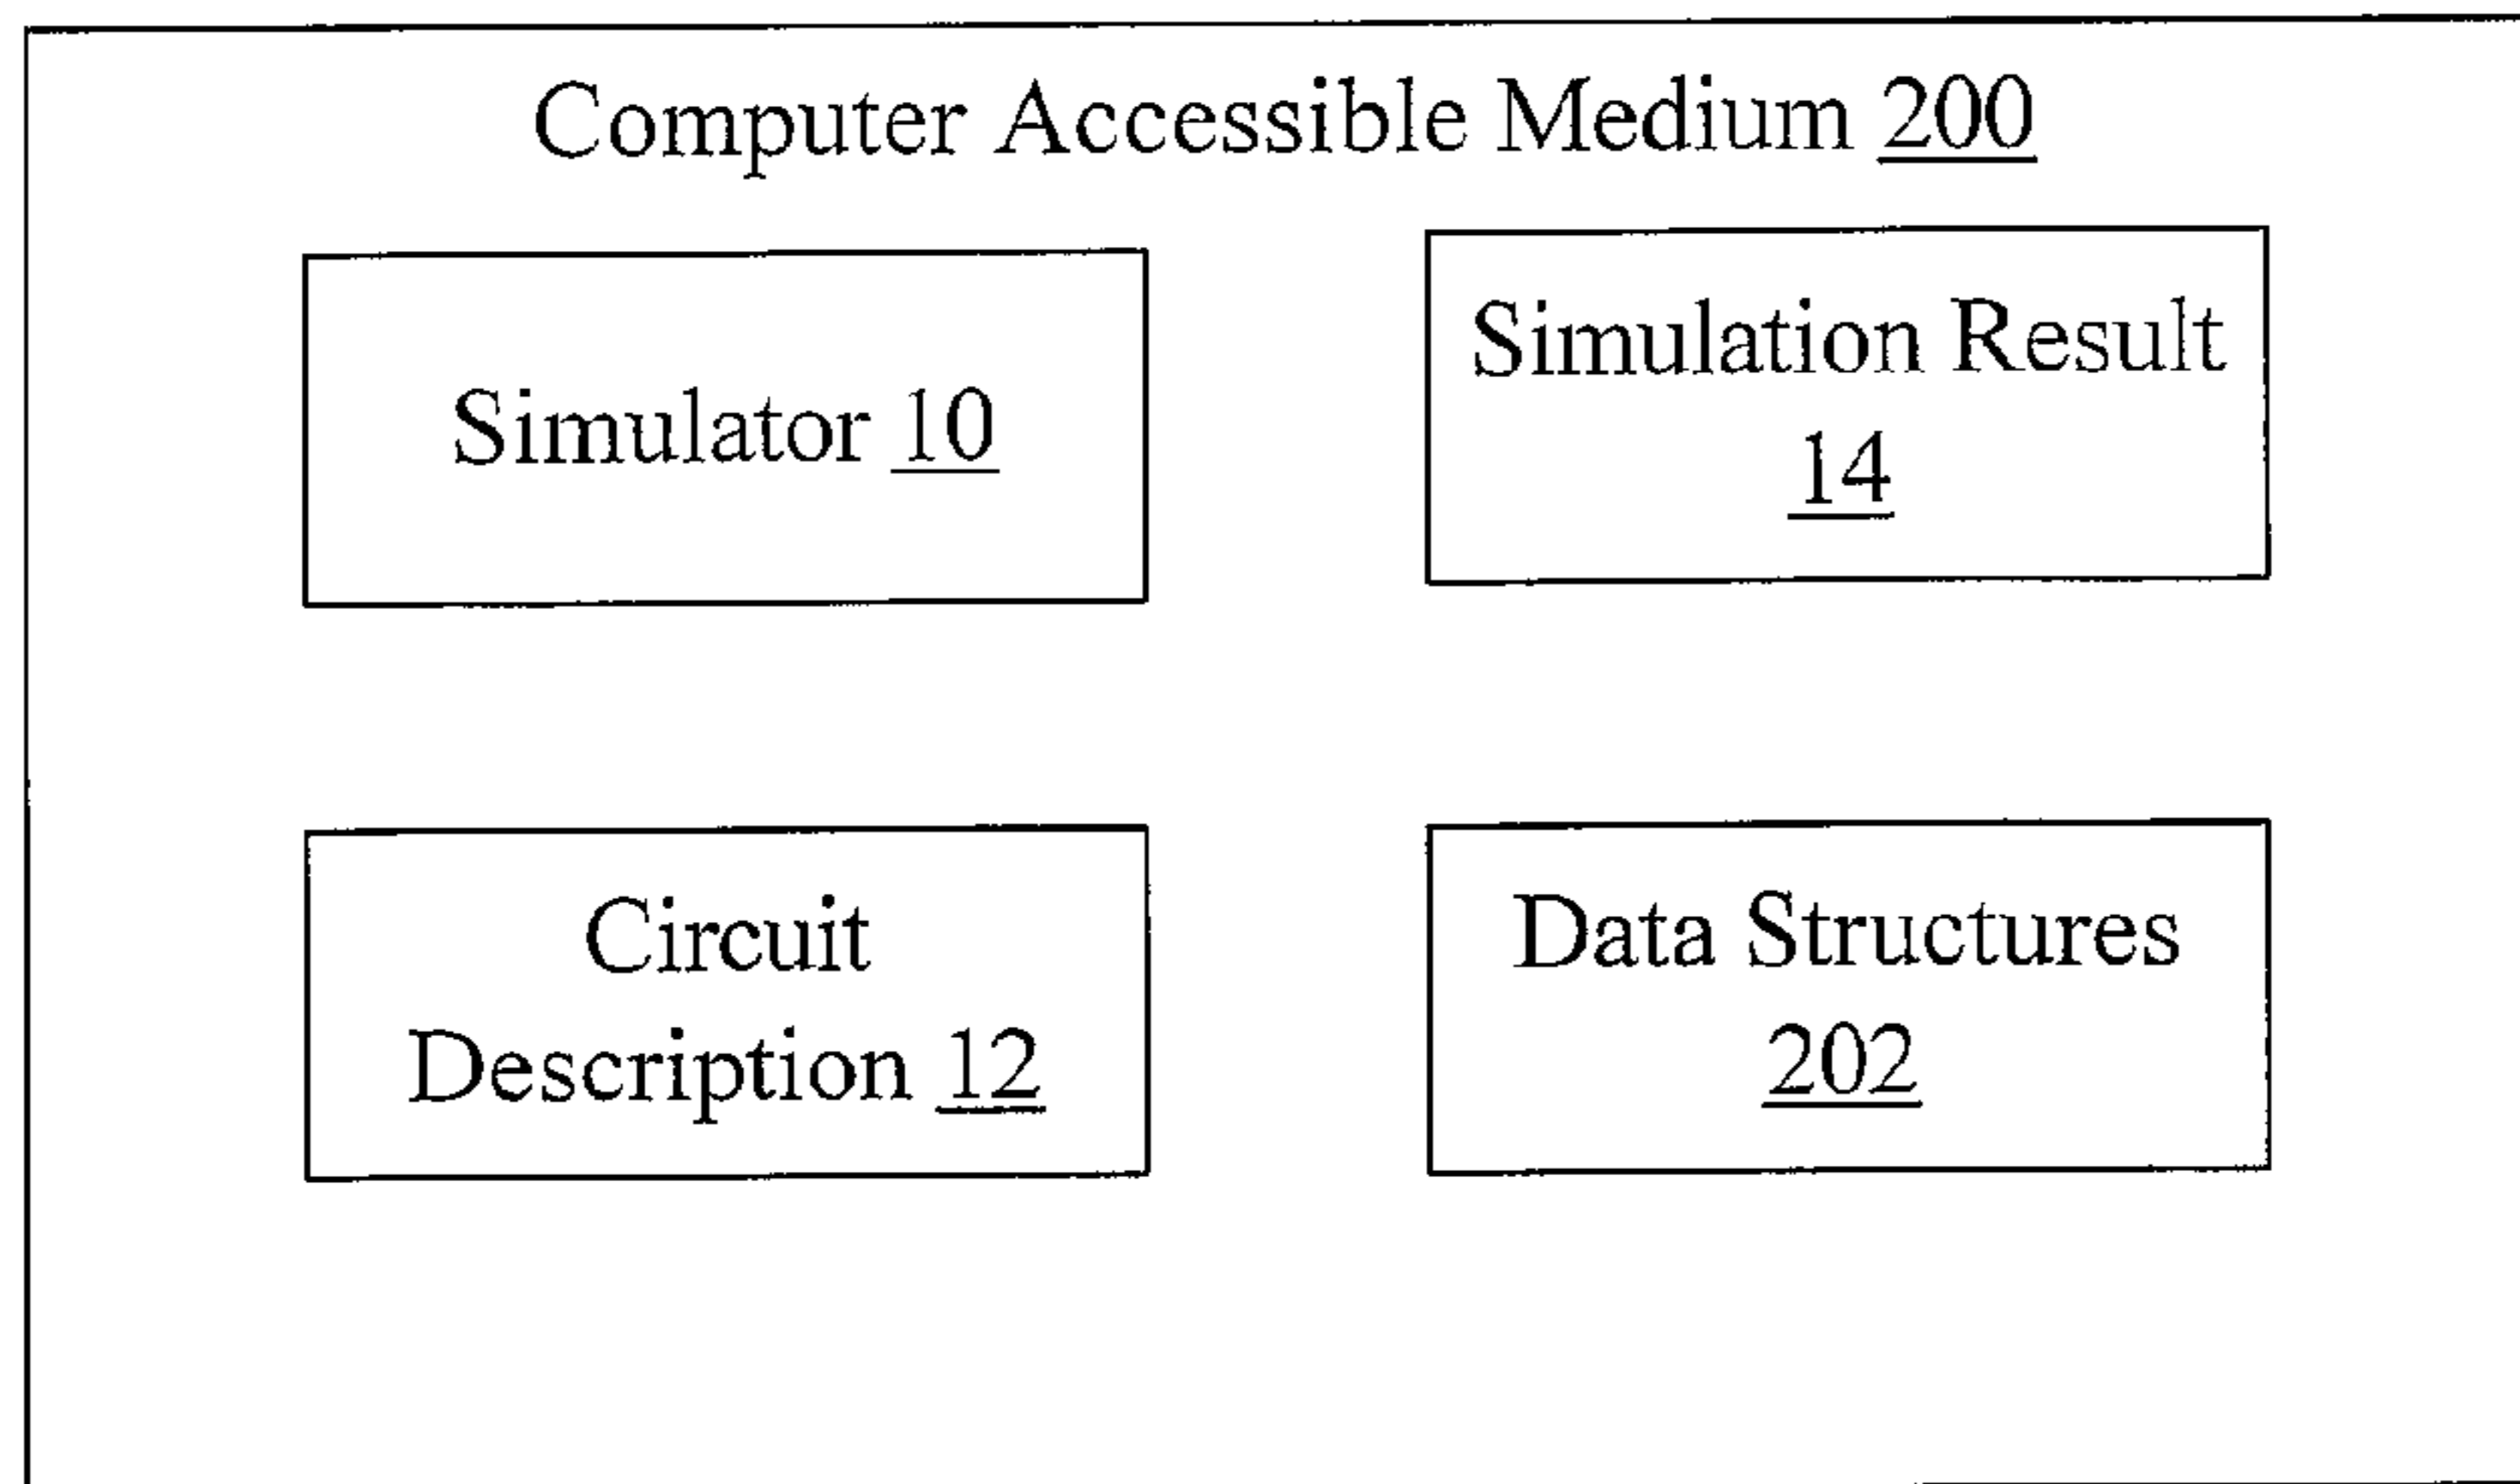 Computer Accessible Medium 200
Simulator 10
Simulation Result
14
Circuit
Description 12
Data Structures
202